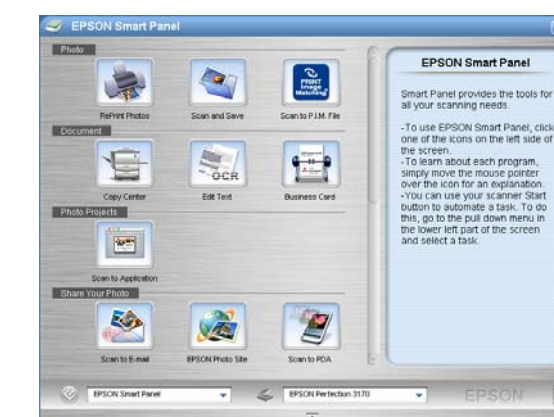 EPSON Smart Panel
Photo
RePrint Photos
Scan and Save
Scan to P.I.M. File
PRINT
Image
Matching
Document
OCR
Copy Center
Edit Text
Business Card
Photo Projects
Scan to Application
Share Your Photo
Scan to E-mail
EPSON Photo Site
Scan to PDA
EPSON Smart Panel
Smart Panel provides the tools for
all your scanning needs.
-To use EPSON Smart Panel, click
one of the icons on the left side of
the screen.
-To learn about each program,
simply move the mouse pointer
over the icon for an explanation.
-You can use your scanner Start
button to automate a task. To do
this, go to the pull down menu in
the lower left part of the screen
and select a task.
EPSON Smart Panel
EPSON Perfection 3170
EPSON